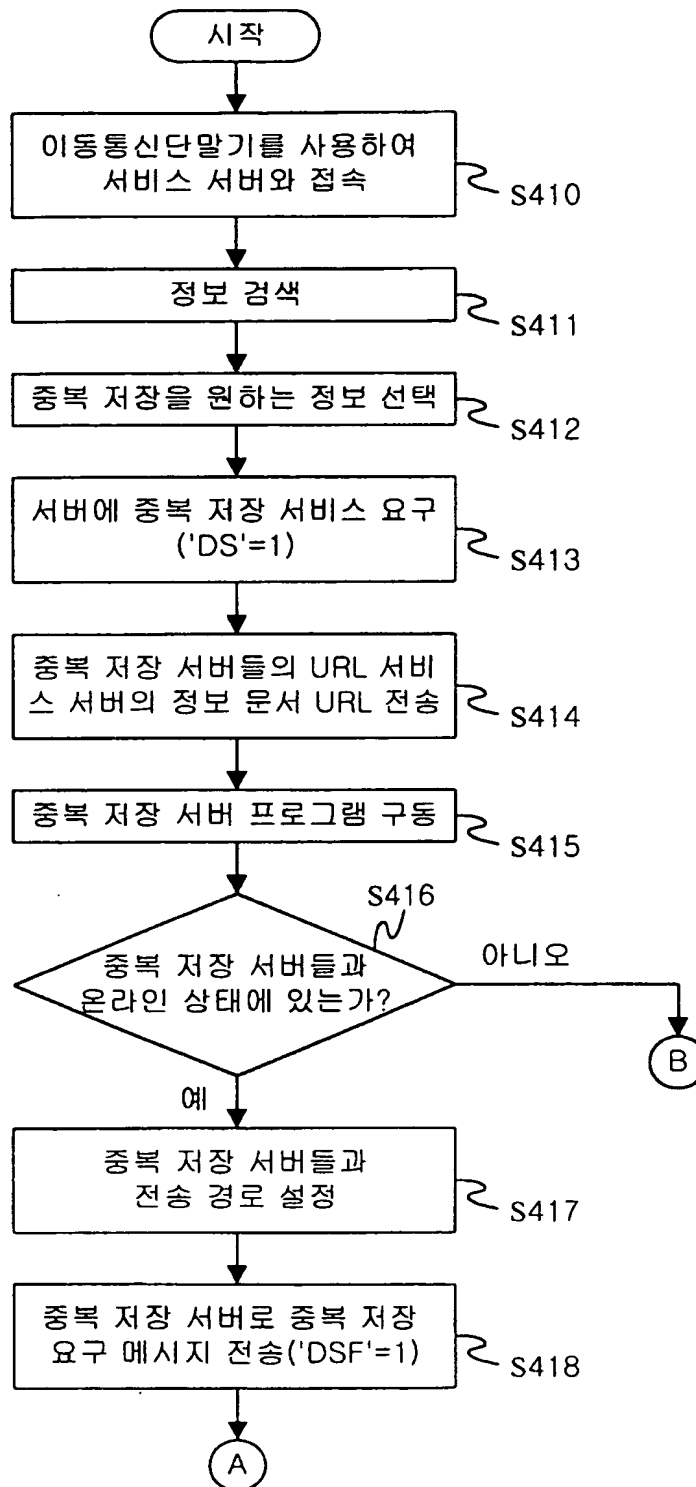 시작
이동통신단말기를 사용하여
서비스 서버와 접속
S410
정보 검색
S411
중복 저장을 원하는 정보 선택
S412
서버에 중복 저장 서비스 요구
('DS'=1)
S413
중복 저장 서버들의 URL 서비
스 서버의 정보 문서 URL 전송
S414
중복 저장 서버 프로그램 구동
S415
S416
중복 저장 서버들과
온라인 상태에 있는가?
아니오
B
예
중복 저장 서버들과
전송 경로 설정
S417
중복 저장 서버로 중복 저장
요구 메시지 전송('DSF'=1)
S418
A